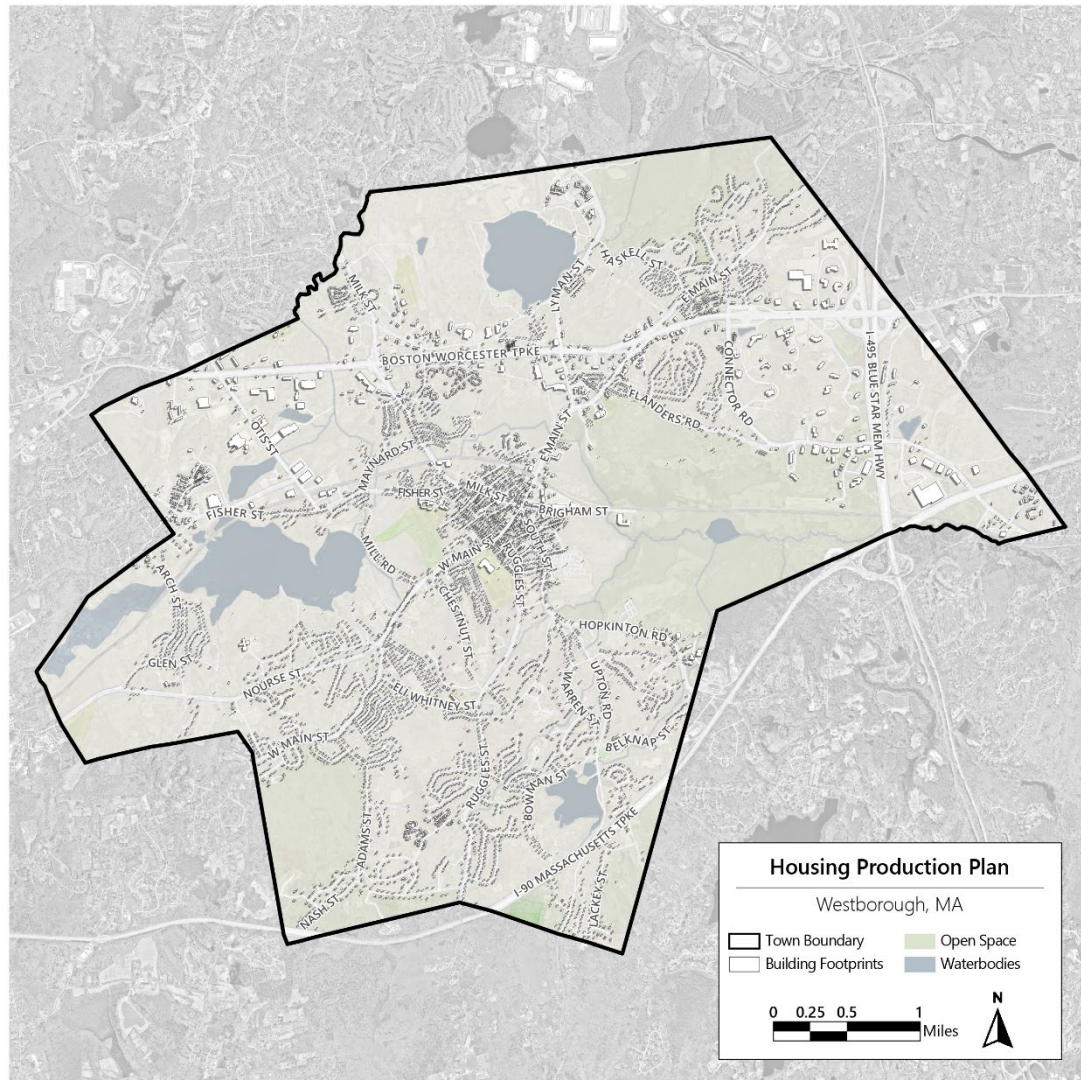 HASKELL ST
LYMAN ST
E MAIN ST
MILK ST
BOSTON WORCESTER TPKE
CONNECTOR RD
I-495 BLUE STAR MEM HWY
FLANDERS RD
OTIS ST
MAYNARD ST
E MAIN ST
FISHER ST
MILK ST
FISHER ST
BRIGHAM ST
SOUTH ST
W MAIN ST
RUGGLES ST
MILL RD
ARCH ST
CHESTNUT ST
HOPKINTON RD
GLEN ST
NOURSE ST
ELI WHITNEY ST
WARREN ST
UPTON RD
W MAIN ST
BELKNAP ST
RUGGLES ST
BOWMAN ST
ADAMS ST
I-90 MASSACHUSETTS TPKE
NASH ST
LACKEY ST
Housing Production Plan
Westborough, MA
Town Boundary
Open Space
Building Footprints
Waterbodies
N
0 0.25 0.5 1
Miles